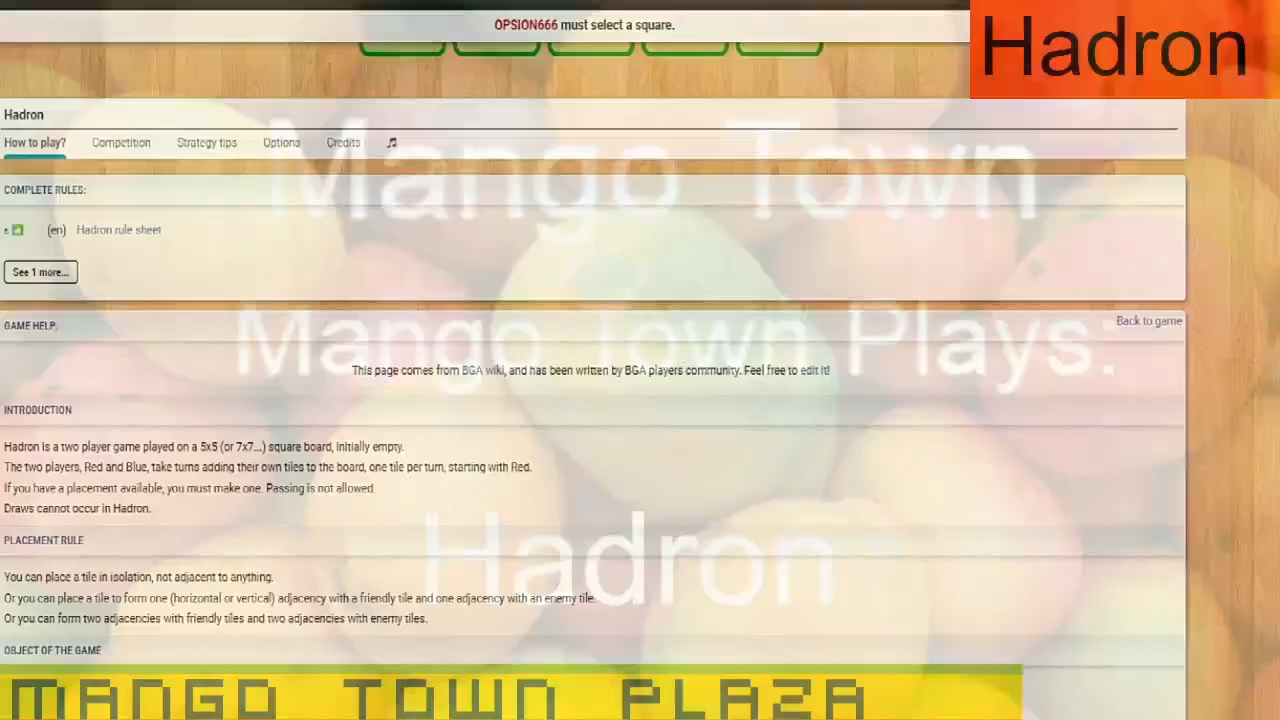 OPSION666 must select a square.
Hadron
Hadron
How to play? Competition Strategy tips Options Credits
Mango Town
COMPLETE RULES:
6 (en) Hadron rule sheet
See 1 more...
Mango Town Plays:
GAME HELP:
Back to game
This page comes from BGA wiki, and has been written by BGA players community. Feel free to edit it!
INTRODUCTION
Hadron is a two player game played on a 5x5 (or 7x7...) square board, initially empty.
The two players, Red and Blue, take turns adding their own tiles to the board, one tile per turn, starting with Red.
If you have a placement available, you must make one. Passing is not allowed.
Draws cannot occur in Hadron.
Hadron
PLACEMENT RULE
You can place a tile in isolation, not adjacent to anything.
Or you can place a tile to form one (horizontal or vertical) adjacency with a friendly tile and one adjacency with an enemy tile.
Or you can form two adjacencies with friendly tiles and two adjacencies with enemy tiles.
OBJECT OF THE GAME
MANGO TOWN PLAZA